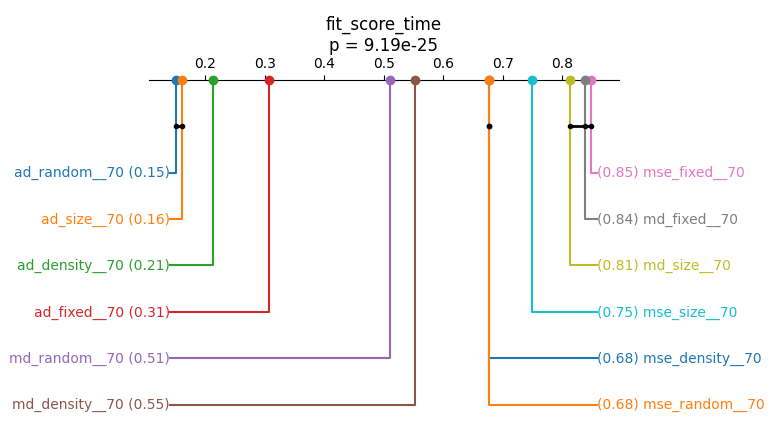 fit_score_time
p = 9.19e-25
0.2 0.3 0.4 0.5 0.6 0.7 0.8
ad_random__70 (0.15)
(0.85) mse_fixed__70
ad_size__70 (0.16)
(0.84) md_fixed__70
ad_density__70 (0.21)
(0.81) md_size__70
ad_fixed__70 (0.31)
(0.75) mse_size__70
md_random__70 (0.51)
(0.68) mse_density__70
md_density__70 (0.55)
(0.68) mse_random__70